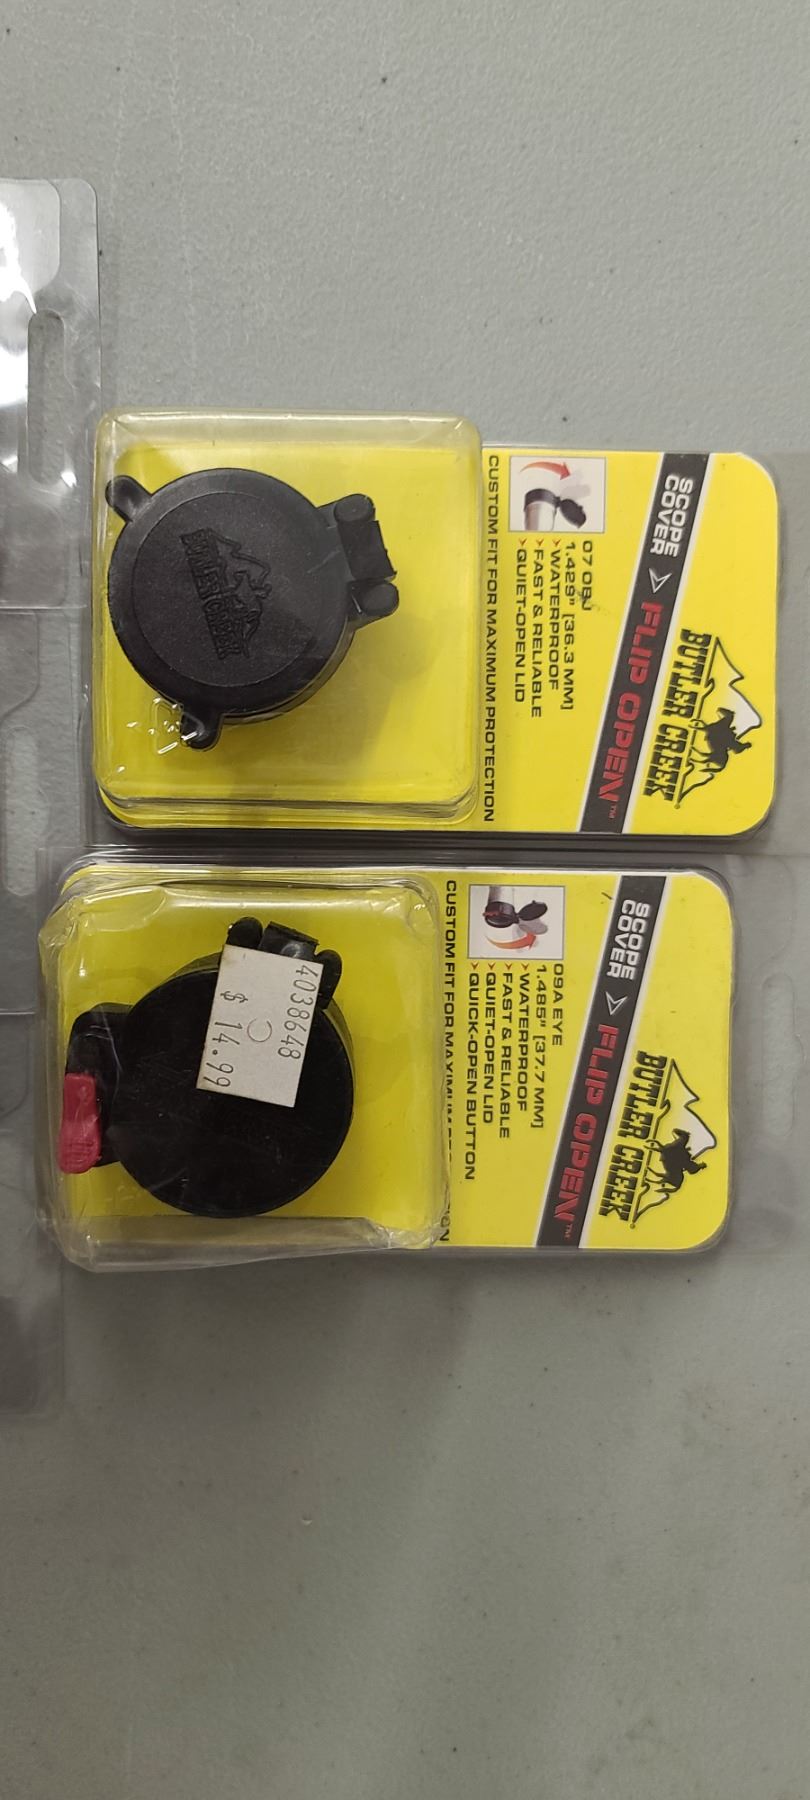 BUTLER CREEK
SCOPE COVER
FLIP OPEN™
07 OBJ
1.429" [36.3 MM]
>WATERPROOF
>FAST & RELIABLE
>QUIET-OPEN LID
CUSTOM FIT FOR MAXIMUM PROTECTION
BUTLER CREEK
BUTLER CREEK®
SCOPE COVER
FLIP OPEN™
09A EYE
1.485" [37.7 MM]
>WATERPROOF
>FAST & RELIABLE
>QUIET-OPEN LID
>QUICK-OPEN BUTTON
CUSTOM FIT FOR MAXIMUM
4038648
$ 14.99